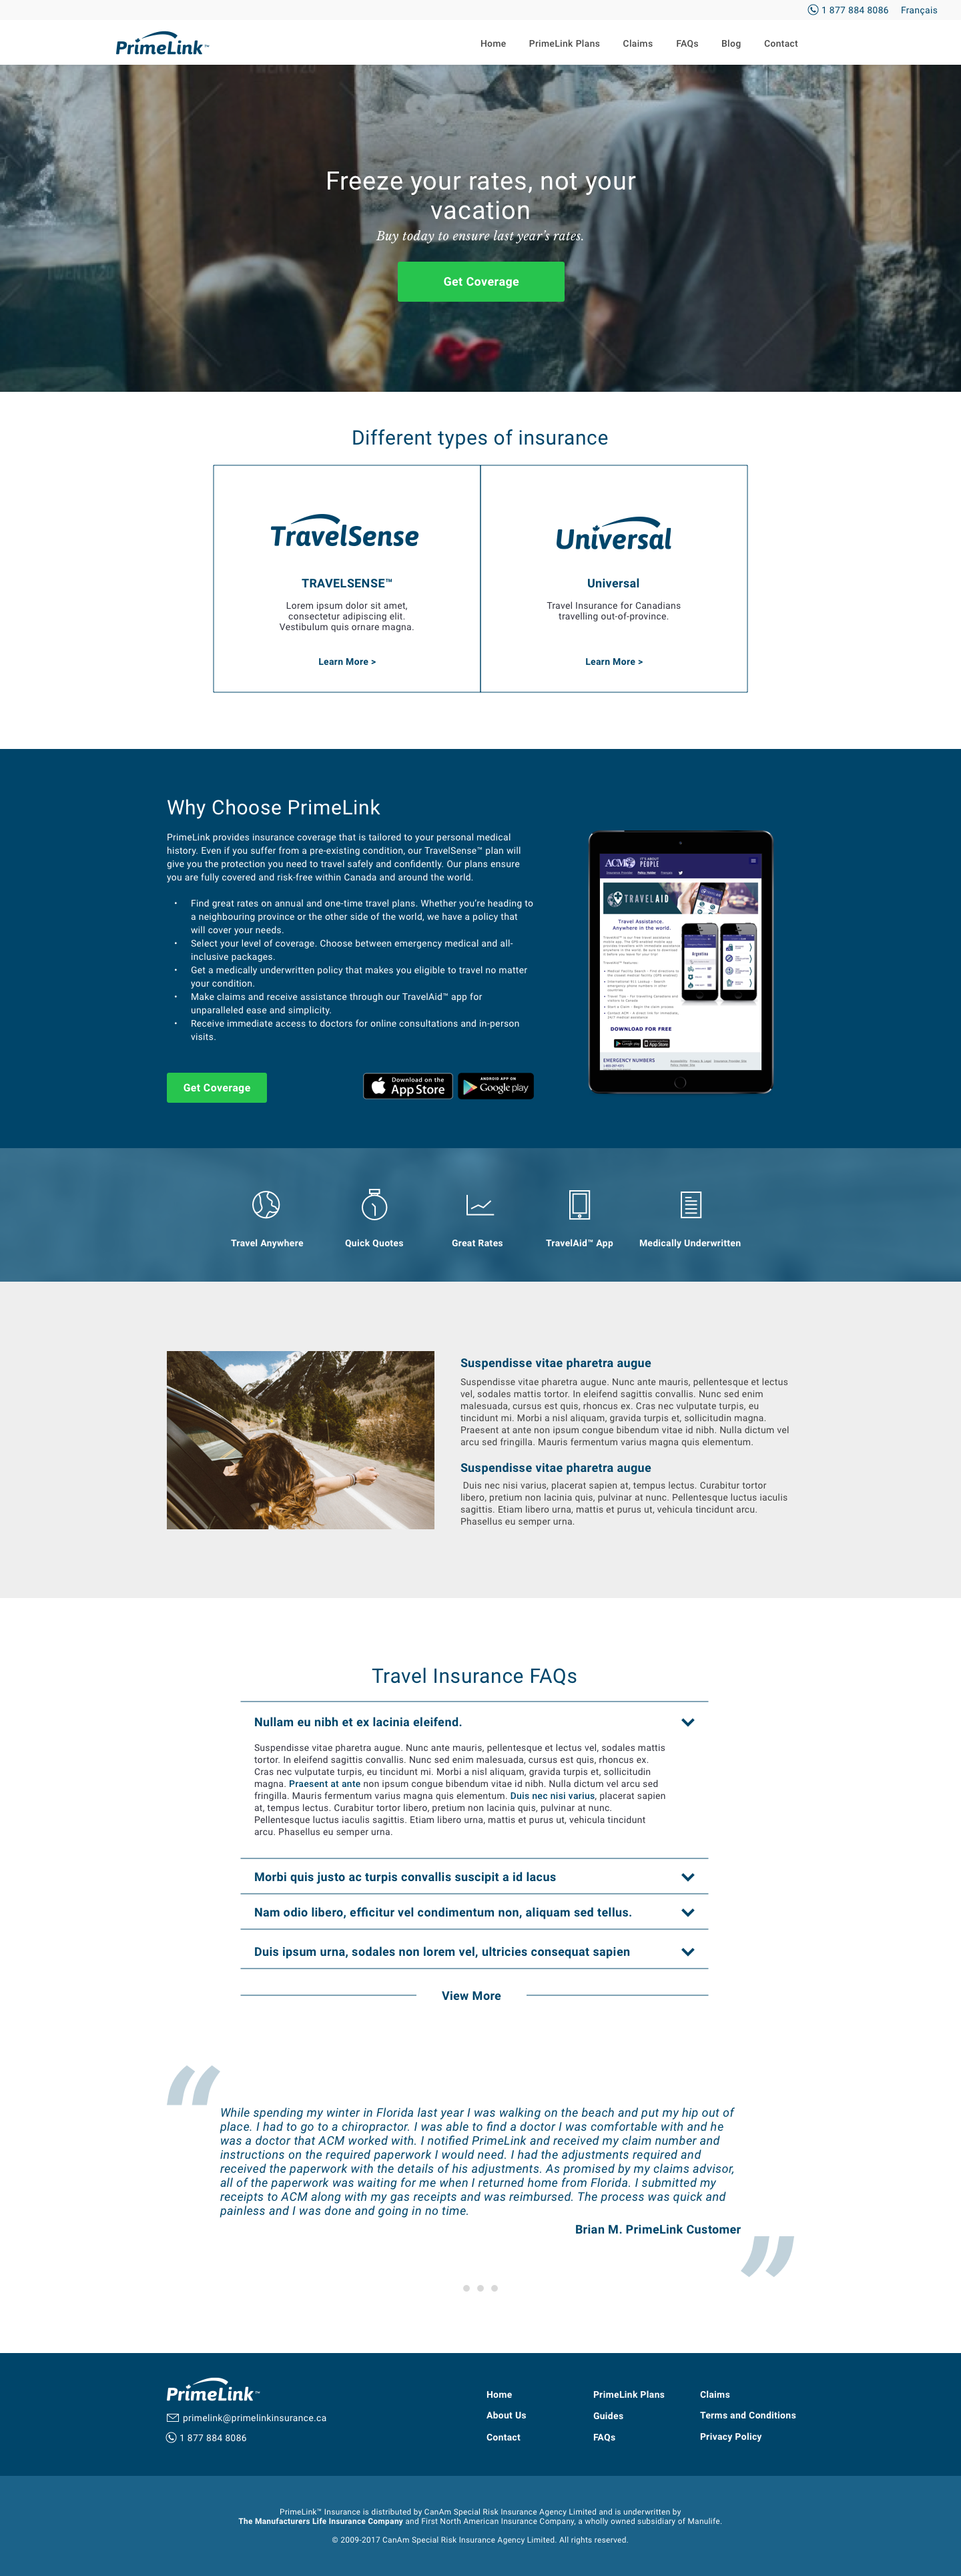 1 877 884 8086 Français
PrimeLink™
Home PrimeLink Plans Claims FAQs Blog Contact
TWENTY20
Freeze your rates, not your
vacation
Buy today to ensure last year's rates.
TWENTY20
Get Coverage
Different types of insurance
TravelSense
TRAVELSENSE™
Lorem ipsum dolor sit amet,
consectetur adipiscing elit.
Vestibulum quis ornare magna.
Learn More >
Universal
Universal
Travel Insurance for Canadians
travelling out-of-province.
Learn More >
Why Choose PrimeLink
PrimeLink provides insurance coverage that is tailored to your personal medical
history. Even if you suffer from a pre-existing condition, our TravelSense™ plan will
give you the protection you need to travel safely and confidently. Our plans ensure
you are fully covered and risk-free within Canada and around the world.
• Find great rates on annual and one-time travel plans. Whether you're heading to
a neighbouring province or the other side of the world, we have a policy that
will cover your needs.
• Select your level of coverage. Choose between emergency medical and all-
inclusive packages.
• Get a medically underwritten policy that makes you eligible to travel no matter
your condition.
• Make claims and receive assistance through our TravelAid™ app for
unparalleled ease and simplicity.
• Receive immediate access to doctors for online consultations and in-person
visits.
Get Coverage
Download on the
App Store
ANDROID APP ON
Google play
ACM IT'S ABOUT
PEOPLE
TRAVELAID
Travel Assistance.
Anywhere in the world.
DOWNLOAD FOR FREE
EMERGENCY NUMBERS
Travel Anywhere
Quick Quotes
Great Rates
TravelAid™ App
Medically Underwritten
Suspendisse vitae pharetra augue
Suspendisse vitae pharetra augue. Nunc ante mauris, pellentesque et lectus
vel, sodales mattis tortor. In eleifend sagittis convallis. Nunc sed enim
malesuada, cursus est quis, rhoncus ex. Cras nec vulputate turpis, eu
tincidunt mi. Morbi a nisl aliquam, gravida turpis et, sollicitudin magna.
Praesent at ante non ipsum congue bibendum vitae id nibh. Nulla dictum vel
arcu sed fringilla. Mauris fermentum varius magna quis elementum.
Suspendisse vitae pharetra augue
Duis nec nisi varius, placerat sapien at, tempus lectus. Curabitur tortor
libero, pretium non lacinia quis, pulvinar at nunc. Pellentesque luctus iaculis
sagittis. Etiam libero urna, mattis et purus ut, vehicula tincidunt arcu.
Phasellus eu semper urna.
Travel Insurance FAQs
Nullam eu nibh et ex lacinia eleifend.
Suspendisse vitae pharetra augue. Nunc ante mauris, pellentesque et lectus vel, sodales mattis
tortor. In eleifend sagittis convallis. Nunc sed enim malesuada, cursus est quis, rhoncus ex.
Cras nec vulputate turpis, eu tincidunt mi. Morbi a nisl aliquam, gravida turpis et, sollicitudin
magna. Praesent at ante non ipsum congue bibendum vitae id nibh. Nulla dictum vel arcu sed
fringilla. Mauris fermentum varius magna quis elementum. Duis nec nisi varius, placerat sapien
at, tempus lectus. Curabitur tortor libero, pretium non lacinia quis, pulvinar at nunc.
Pellentesque luctus iaculis sagittis. Etiam libero urna, mattis et purus ut, vehicula tincidunt
arcu. Phasellus eu semper urna.
Morbi quis justo ac turpis convallis suscipit a id lacus
Nam odio libero, efficitur vel condimentum non, aliquam sed tellus.
Duis ipsum urna, sodales non lorem vel, ultricies consequat sapien
View More
“
While spending my winter in Florida last year I was walking on the beach and put my hip out of
place. I had to go to a chiropractor. I was able to find a doctor I was comfortable with and he
was a doctor that ACM worked with. I notified PrimeLink and received my claim number and
instructions on the required paperwork I would need. I had the adjustments required and
received the paperwork with the details of his adjustments. As promised by my claims advisor,
all of the paperwork was waiting for me when I returned home from Florida. I submitted my
receipts to ACM along with my gas receipts and was reimbursed. The process was quick and
painless and I was done and going in no time.
Brian M. PrimeLink Customer
”
PrimeLink™
primelink@primelinkinsurance.ca
1 877 884 8086
Home PrimeLink Plans Claims
About Us Guides Terms and Conditions
Contact FAQs Privacy Policy
PrimeLink™ Insurance is distributed by CanAm Special Risk Insurance Agency Limited and is underwritten by
The Manufacturers Life Insurance Company and First North American Insurance Company, a wholly owned subsidiary of Manulife.
© 2009-2017 CanAm Special Risk Insurance Agency Limited. All rights reserved.